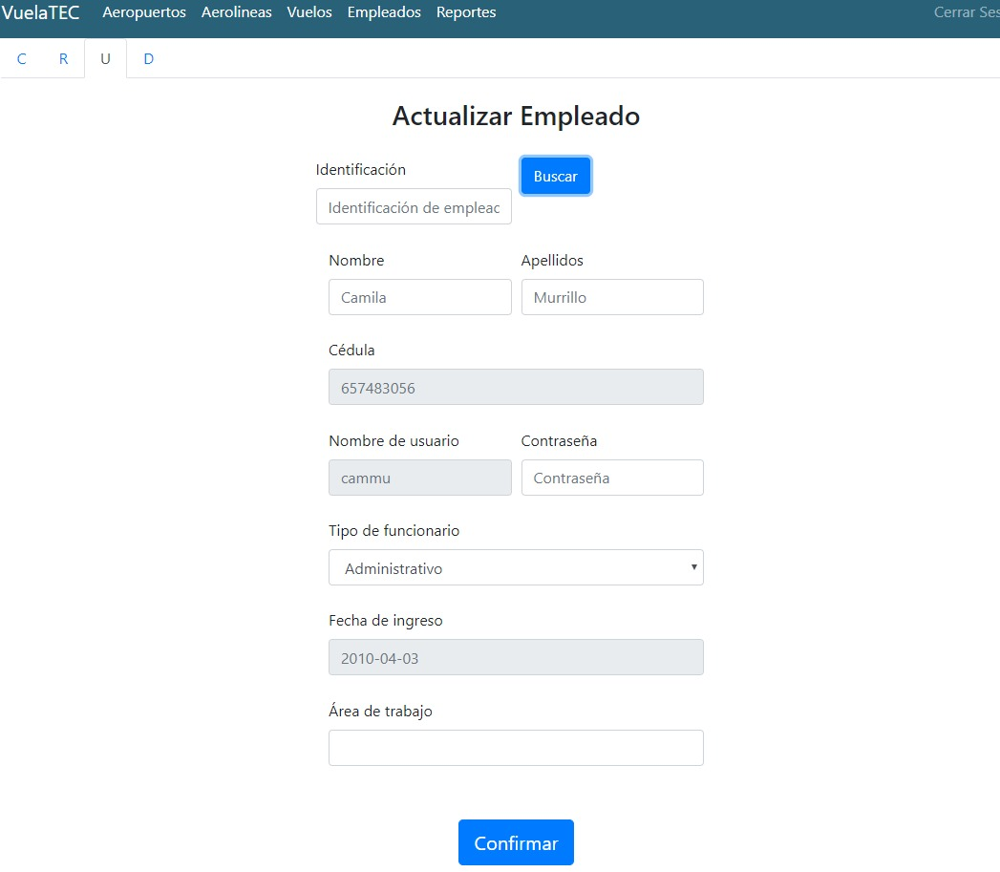 VuelaTEC Aeropuertos Aerolineas Vuelos Empleados Reportes Cerrar Ses
C R U D
Actualizar Empleado
Identificación
Buscar
Identificación de empleac
Nombre Apellidos
Camila Murrillo
Cédula
657483056
Nombre de usuario Contraseña
cammu Contraseña
Tipo de funcionario
Administrativo
Fecha de ingreso
2010-04-03
Área de trabajo
Confirmar